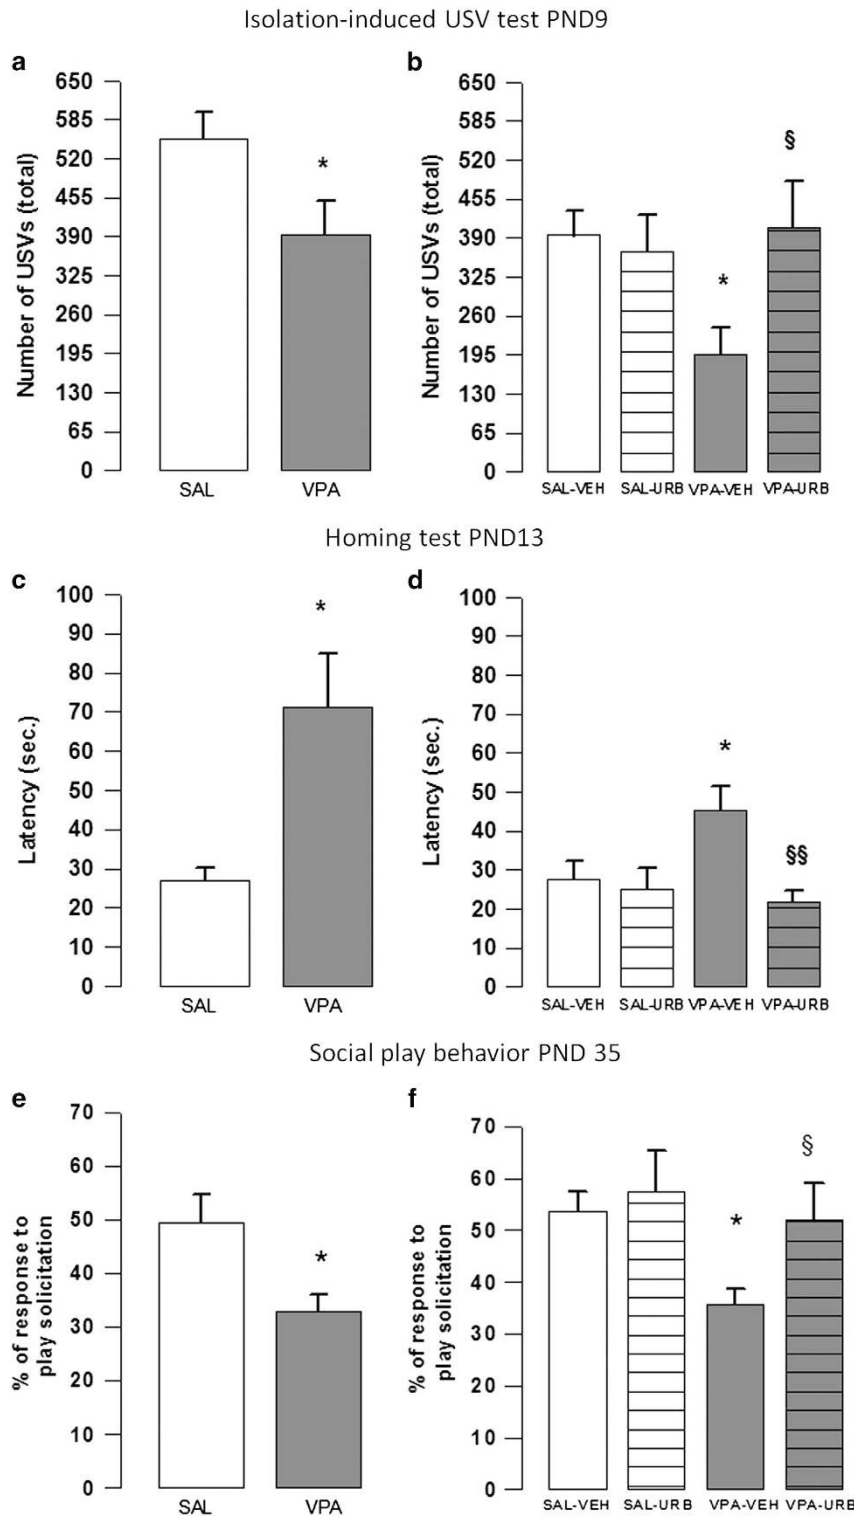 Isolation-induced USV test PND9
a
b
Number of USVs (total)
650
585
520
455
390
325
260
195
130
65
0
*
SAL
VPA
Number of USVs (total)
650
585
520
455
390
325
260
195
130
65
0
*
§
SAL-VEH
SAL-URB
VPA-VEH
VPA-URB
Homing test PND13
c
d
Latency (sec.)
100
90
80
70
60
50
40
30
20
10
0
*
SAL
VPA
Latency (sec.)
100
90
80
70
60
50
40
30
20
10
0
*
§§
SAL-VEH
SAL-URB
VPA-VEH
VPA-URB
Social play behavior PND 35
e
f
% of response to
play solicitation
70
60
50
40
30
20
10
0
*
SAL
VPA
% of response to
play solicitation
70
60
50
40
30
20
10
0
*
§
SAL-VEH
SAL-URB
VPA-VEH
VPA-URB